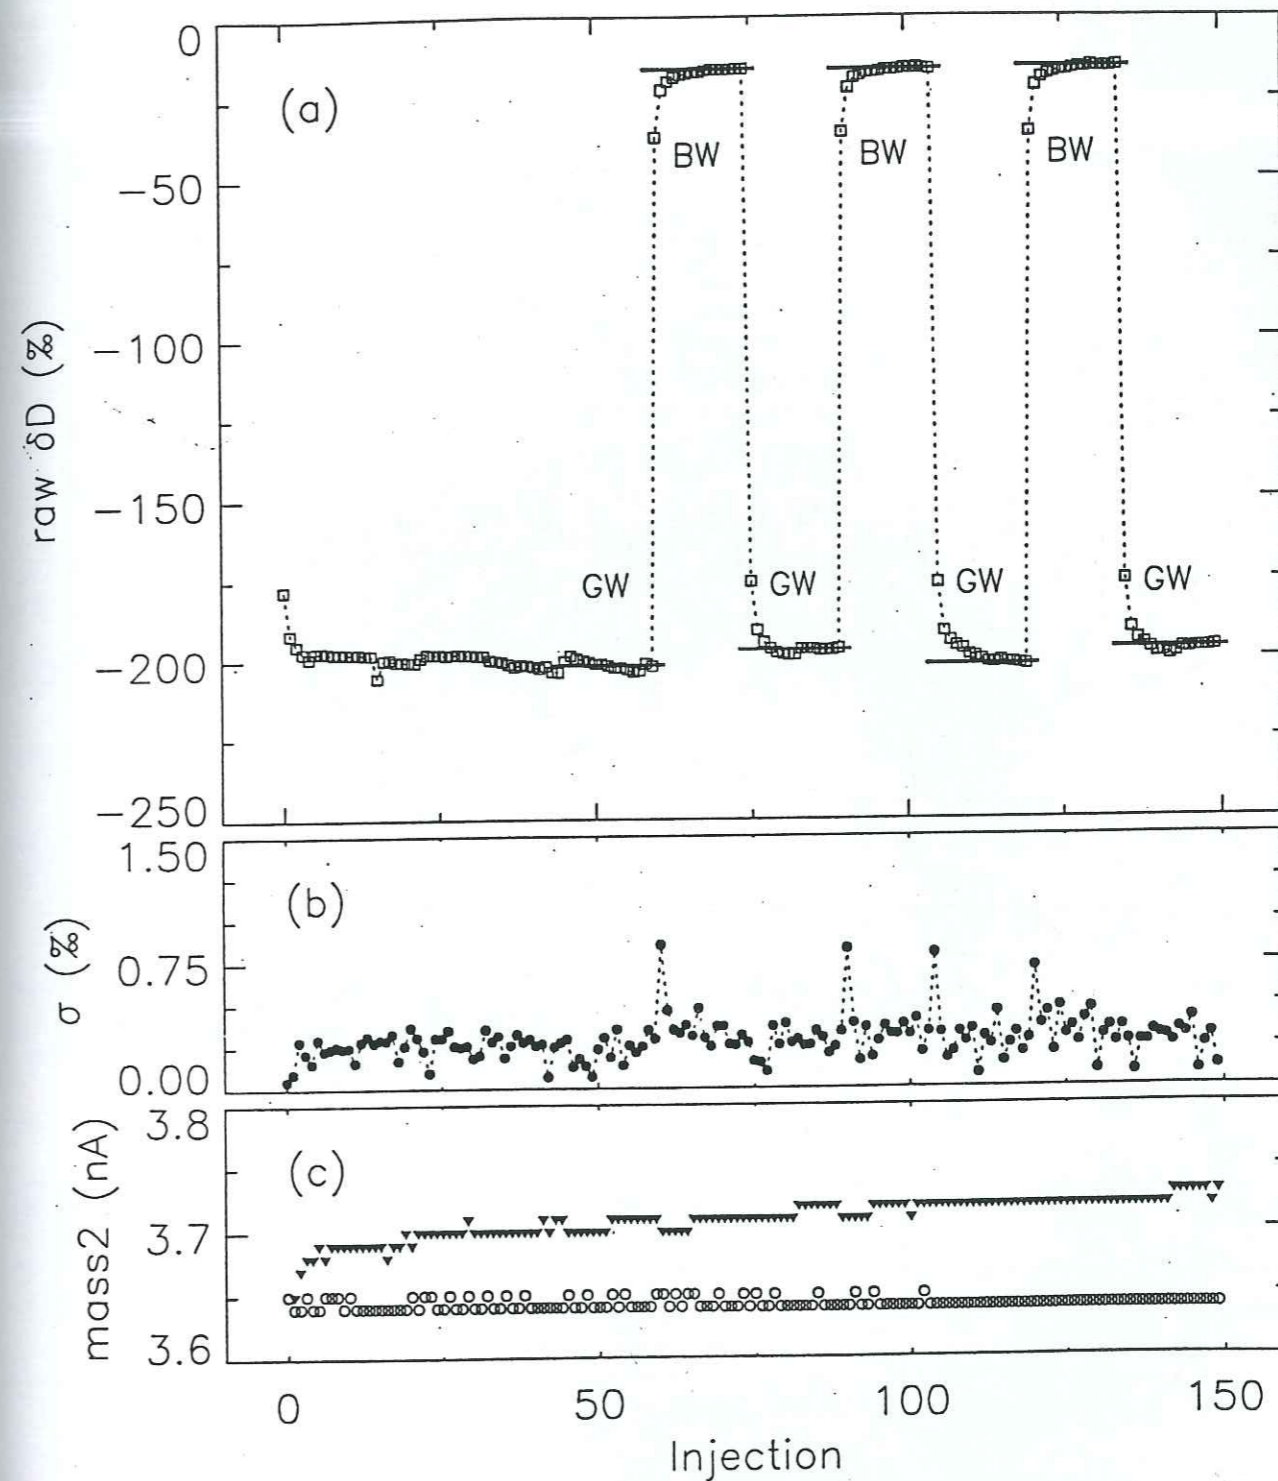 0
(a)
BW BW BW
−50
raw δD (‰)
−100
−150
GW GW GW GW
−200
−250
1.50
(b)
σ (‰)
0.75
0.00
3.8
(c)
mass2 (nA)
3.7
3.6
0 50 100 150
Injection